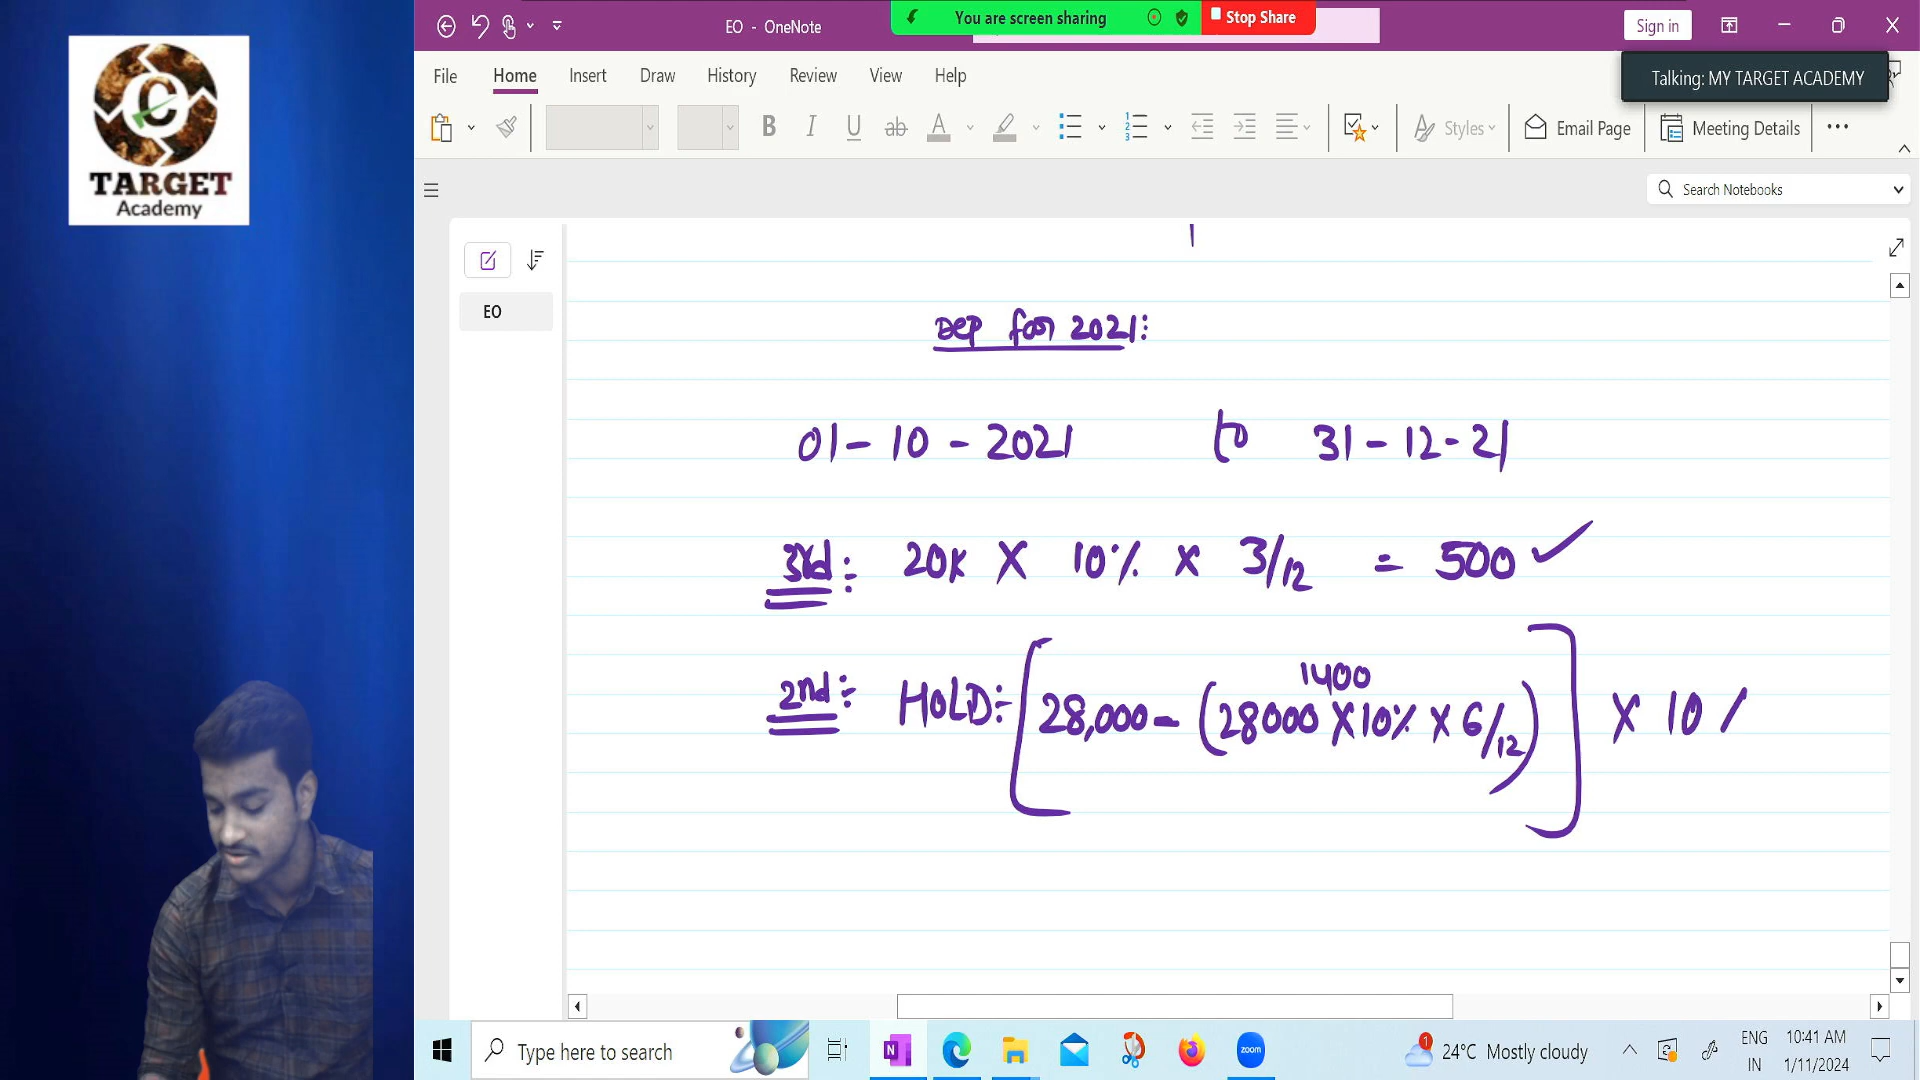 TARGET
Academy
EO - OneNote
You are screen sharing
Stop Share
Sign in
Talking: MY TARGET ACADEMY
File Home Insert Draw History Review View Help
B I U ab A
Styles
Email Page
Meeting Details
Search Notebooks
EO
Dep for 2021:
01-10-2021 to 31-12-21
3rd: 20K X 10% x 3/12 = 500 ✓
1400
2nd: HOLD:- [28,000 - (28000 X 10% X 6/12)] X 10 /
Type here to search
zoom
1
24°C Mostly cloudy
ENG
IN
10:41 AM
1/11/2024